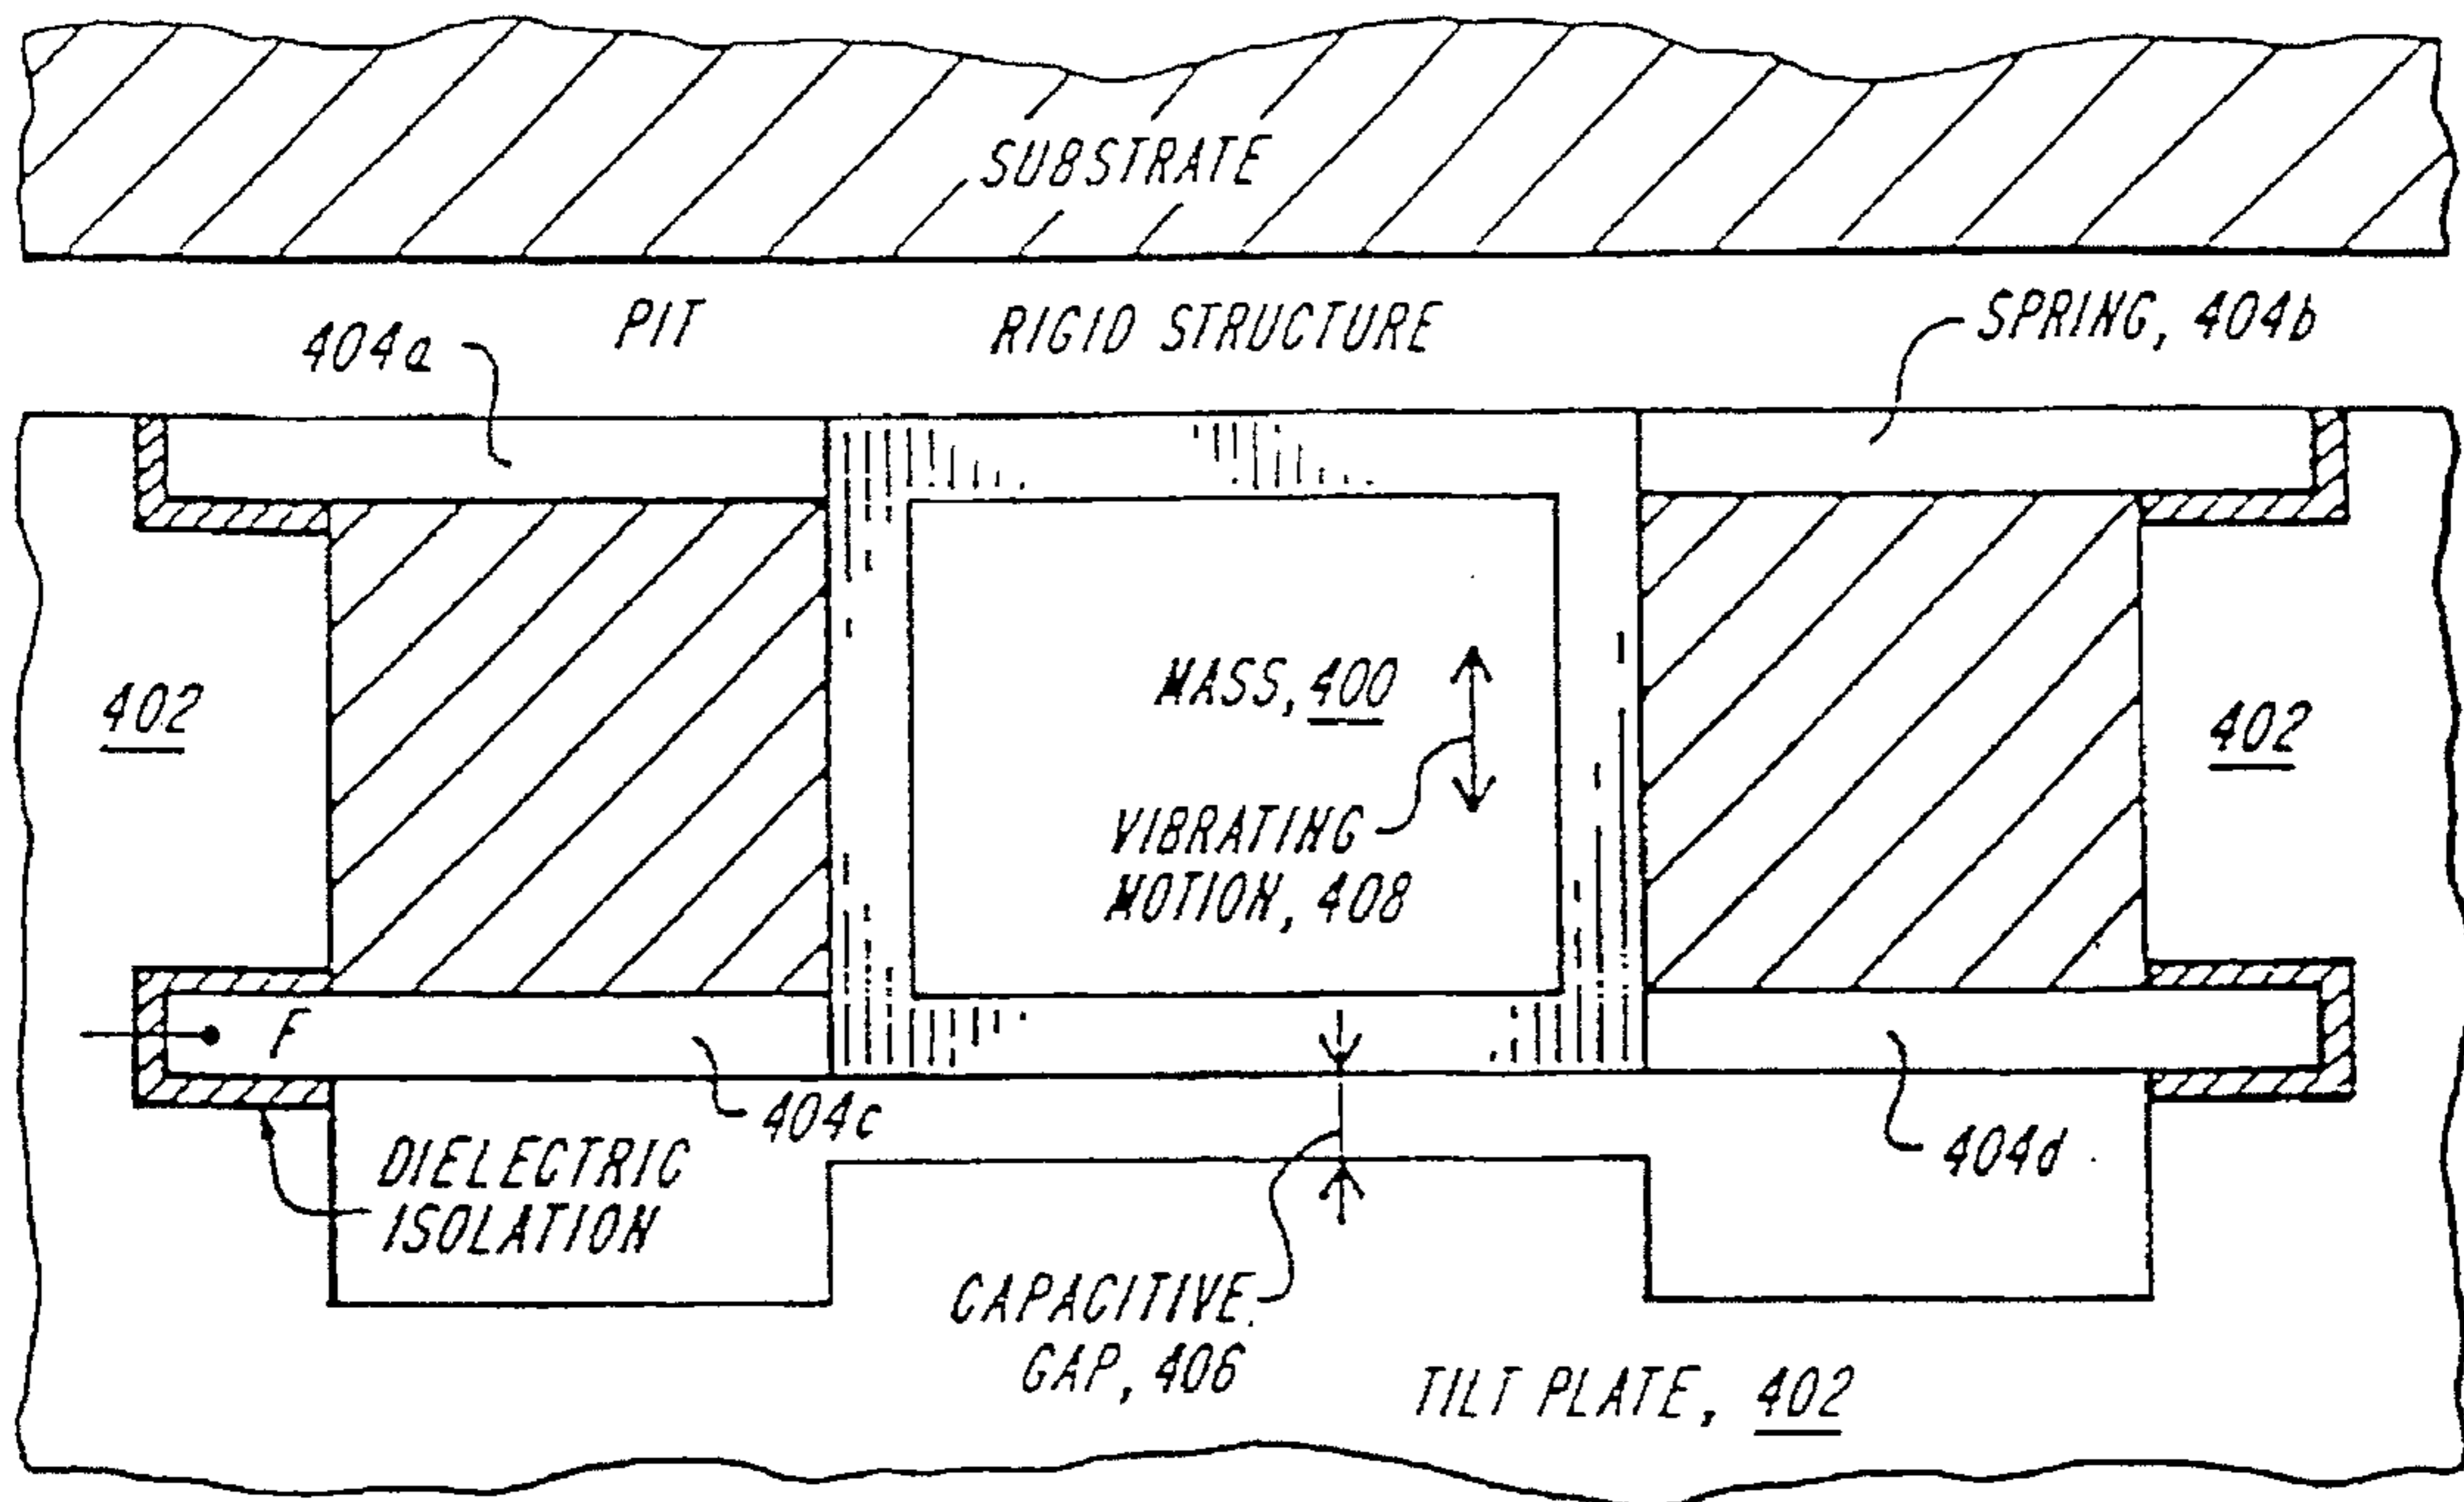 SUBSTRATE
PIT
RIGID STRUCTURE
SPRING, 404b
404a
MASS, 400
402
402
VIBRATING
MOTION, 408
F
404c
404d
DIELECTRIC
ISOLATION
CAPACITIVE
GAP, 406
TILT PLATE, 402